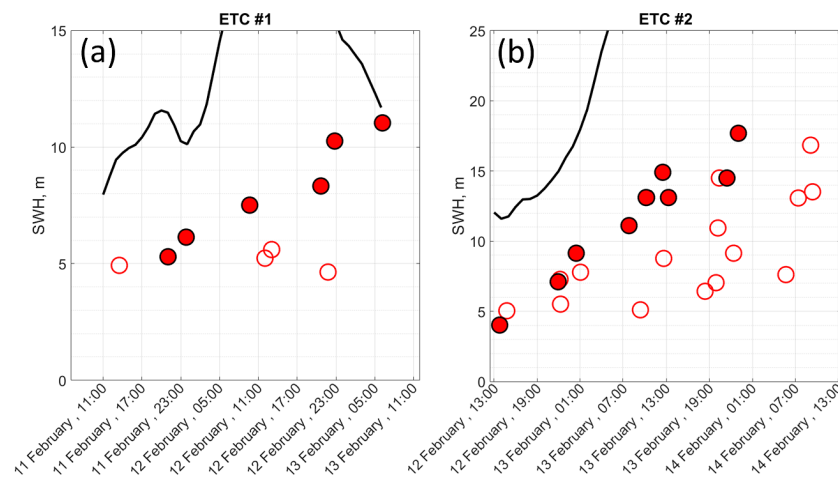 ETC #1
(a)
SWH, m
15
10
5
0
11 February , 11:00
11 February , 17:00
11 February , 23:00
12 February , 05:00
12 February , 11:00
12 February , 17:00
12 February , 23:00
13 February , 05:00
13 February , 11:00
ETC #2
(b)
SWH, m
25
20
15
10
5
0
12 February , 13:00
12 February , 19:00
13 February , 01:00
13 February , 07:00
13 February , 13:00
13 February , 19:00
14 February , 01:00
14 February , 07:00
14 February , 13:00